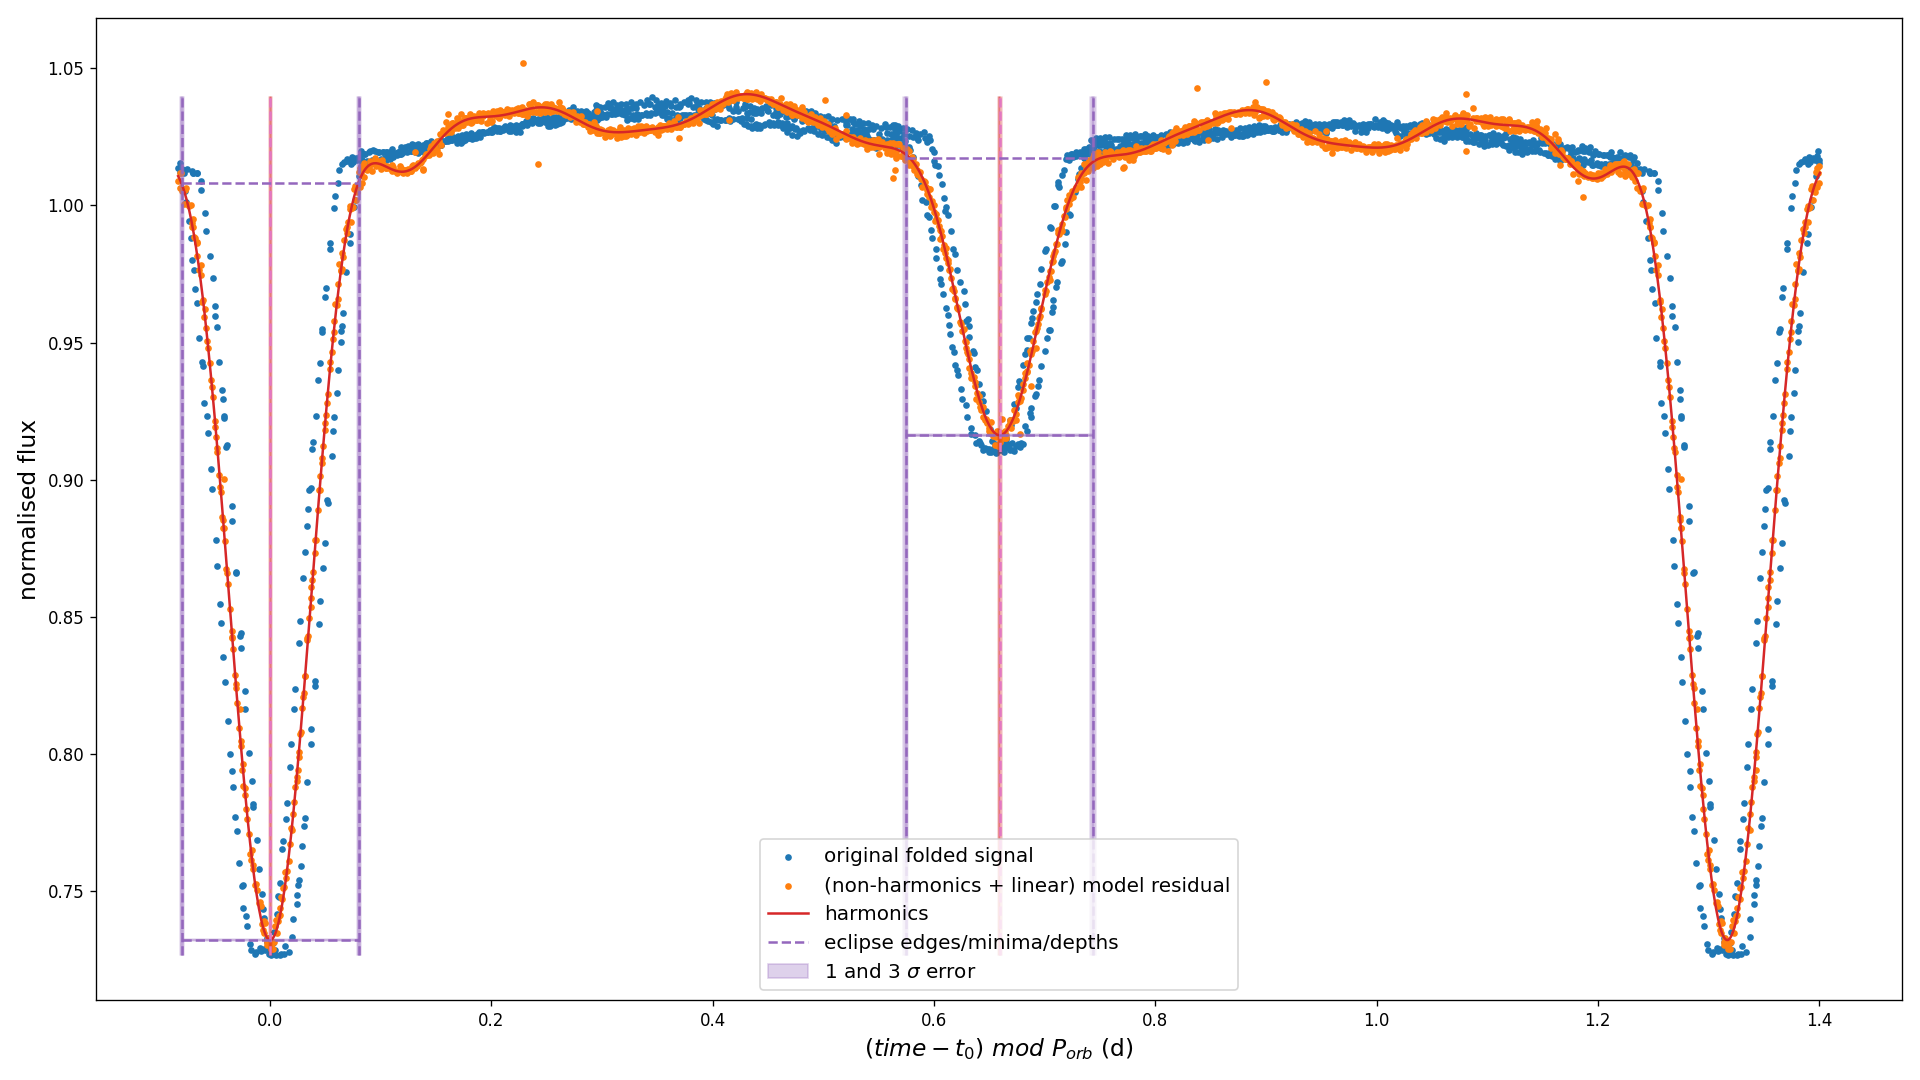 1.05
1.00
0.95
0.90
0.85
0.80
0.75
normalised flux
original folded signal
(non-harmonics + linear) model residual
harmonics
eclipse edges/minima/depths
1 and 3 σ error
0.0 0.2 0.4 0.6 0.8 1.0 1.2 1.4
(time − t₀) mod Pₒᵣb (d)